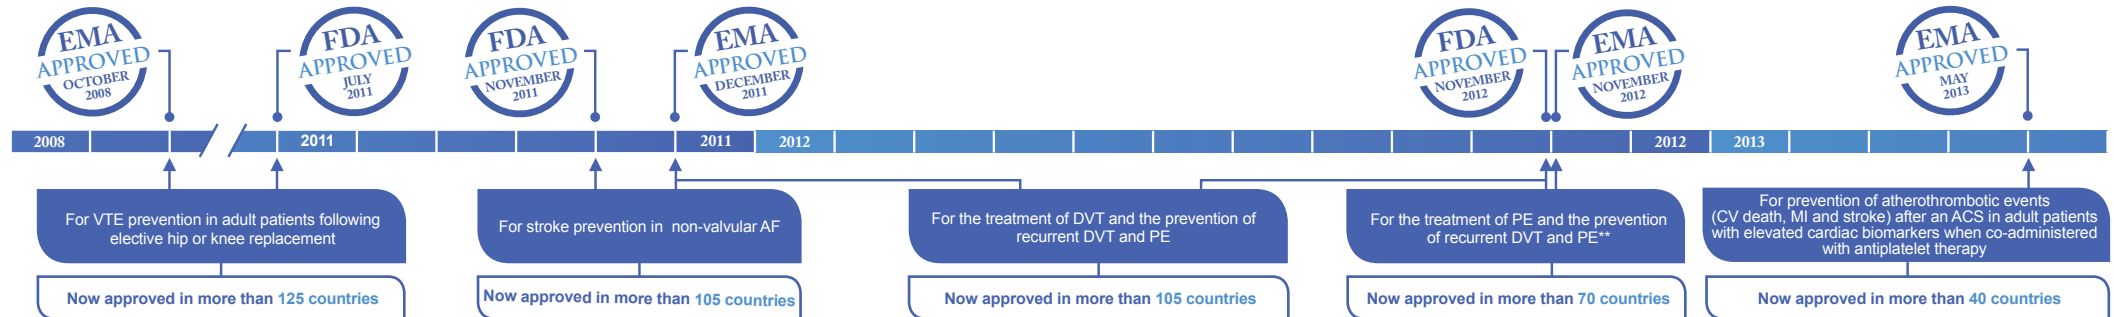 EMA
APPROVED
OCTOBER
2008
FDA
APPROVED
JULY
2011
FDA
APPROVED
NOVEMBER
2011
EMA
APPROVED
DECEMBER
2011
FDA
APPROVED
NOVEMBER
2012
EMA
APPROVED
NOVEMBER
2012
EMA
APPROVED
MAY
2013
2008
2011
2011
2012
2012
2013
For VTE prevention in adult patients following
elective hip or knee replacement
For stroke prevention in non-valvular AF
For the treatment of DVT and the prevention of
recurrent DVT and PE
For the treatment of PE and the prevention
of recurrent DVT and PE**
For prevention of atherothrombotic events
(CV death, MI and stroke) after an ACS in adult patients
with elevated cardiac biomarkers when co-administered
with antiplatelet therapy
Now approved in more than 125 countries
Now approved in more than 105 countries
Now approved in more than 105 countries
Now approved in more than 70 countries
Now approved in more than 40 countries